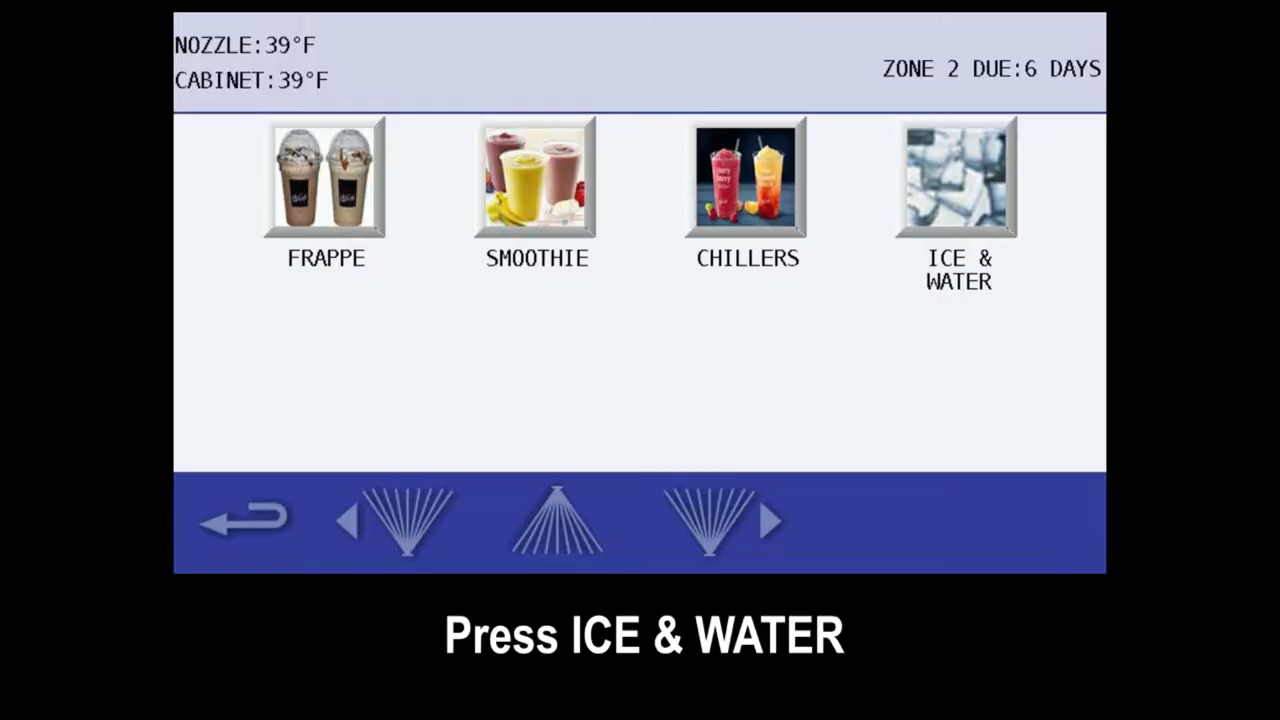 NOZZLE:39°F
CABINET:39°F
ZONE 2 DUE:6 DAYS
FRAPPE
SMOOTHIE
CHILLERS
ICE &
WATER
Press ICE & WATER